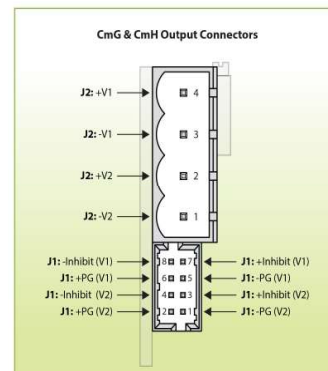 CmG & CmH Output Connectors
J2: +V1 4
J2: -V1 3
J2: +V2 2
J2: -V2 1
J1: -Inhibit (V1) 8 7 J1: +Inhibit (V1)
J1: +PG (V1) 6 5 J1: -PG (V1)
J1: -Inhibit (V2) 4 3 J1: +Inhibit (V2)
J1: +PG (V2) 2 1 J1: -PG (V2)